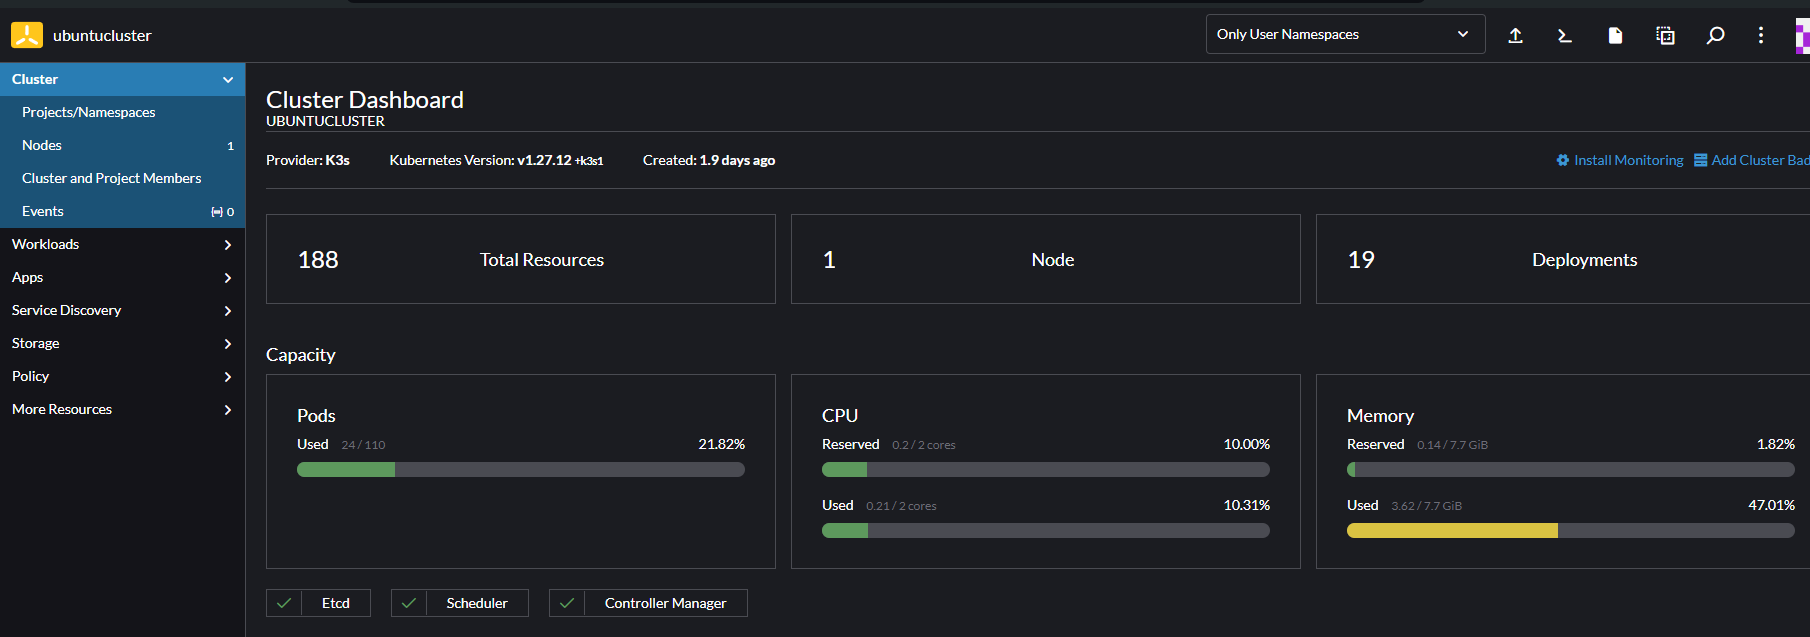 ubuntucluster
Only User Namespaces
Cluster
Projects/Namespaces
Nodes 1
Cluster and Project Members
Events 0
Workloads
Apps
Service Discovery
Storage
Policy
More Resources
Cluster Dashboard
UBUNTUCLUSTER
Provider: K3s Kubernetes Version: v1.27.12 +k3s1 Created: 1.9 days ago
Install Monitoring Add Cluster Bad
188 Total Resources
1 Node
19 Deployments
Capacity
Pods
Used 24 / 110 21.82%
CPU
Reserved 0.2 / 2 cores 10.00%
Used 0.21 / 2 cores 10.31%
Memory
Reserved 0.14 / 7.7 GiB 1.82%
Used 3.62 / 7.7 GiB 47.01%
Etcd
Scheduler
Controller Manager